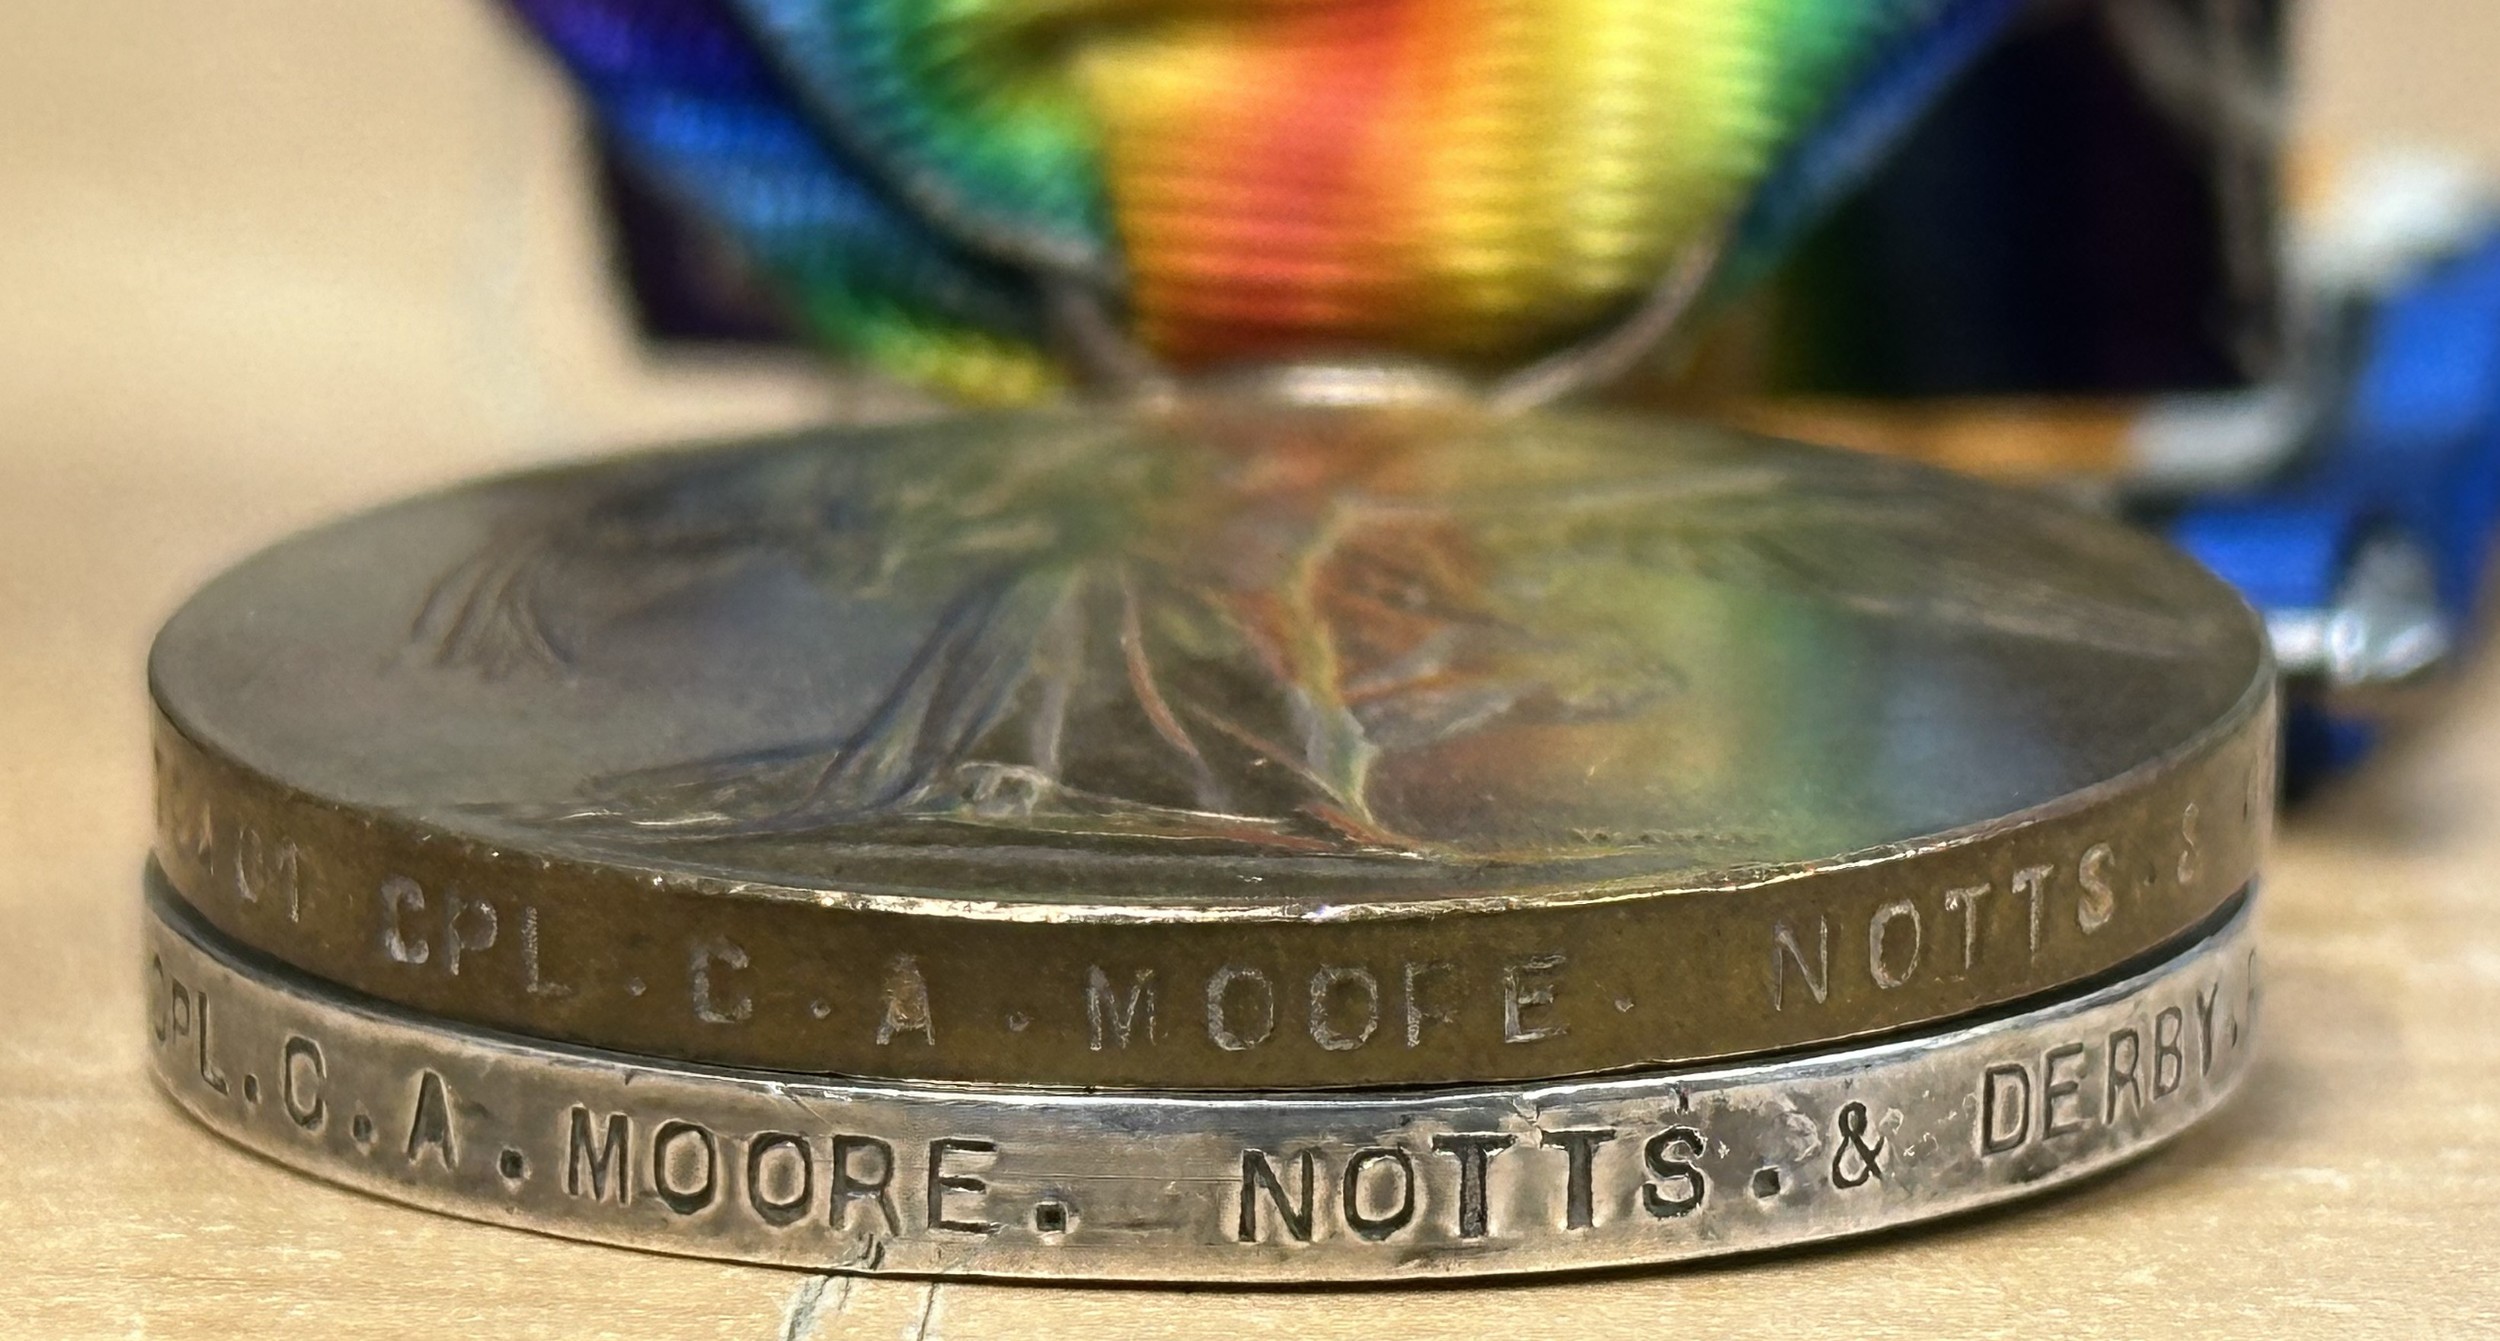 CPL. C. A. MOORE. NOTTS. &
CPL. C. A. MOORE. NOTTS. & DERBY.